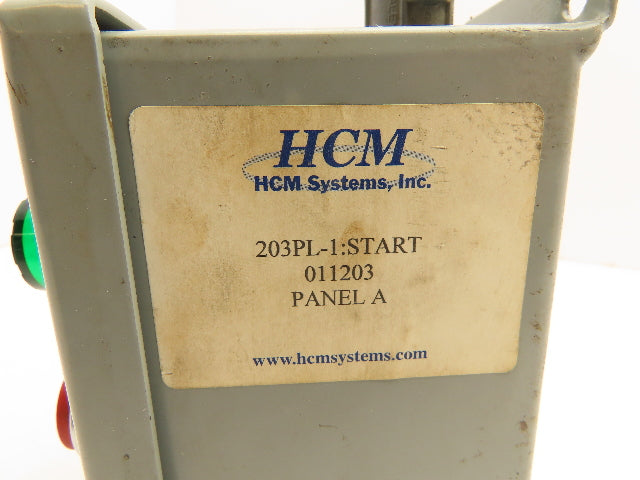 HCM
HCM Systems, Inc.
203PL-1:START
011203
PANEL A
www.hcmsystems.com